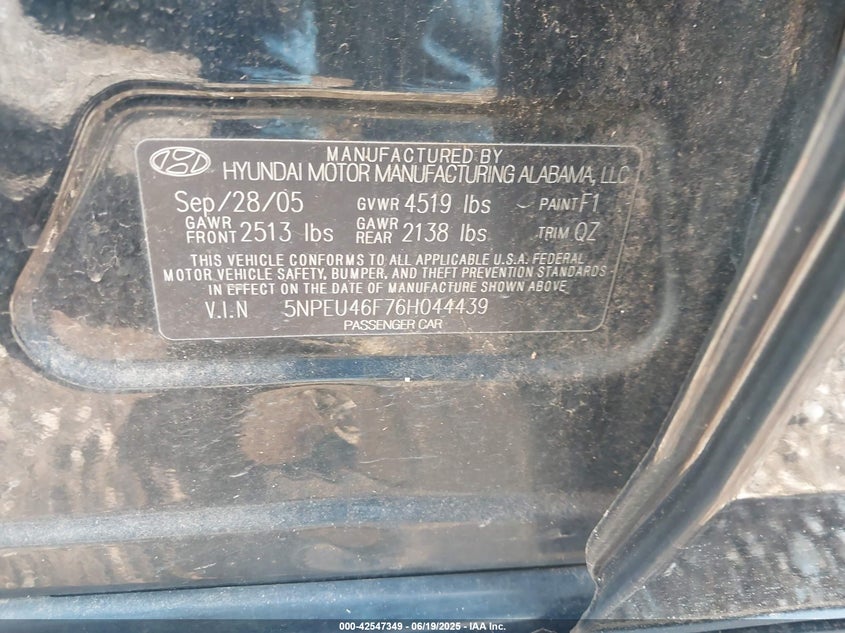 MANUFACTURED BY
HYUNDAI MOTOR MANUFACTURING ALABAMA, LLC
Sep/28/05 GVWR 4519 lbs PAINT F1
GAWR FRONT 2513 lbs GAWR REAR 2138 lbs TRIM QZ
THIS VEHICLE CONFORMS TO ALL APPLICABLE U.S.A. FEDERAL
MOTOR VEHICLE SAFETY, BUMPER, AND THEFT PREVENTION STANDARDS
IN EFFECT ON THE DATE OF MANUFACTURE SHOWN ABOVE
V.I.N 5NPEU46F76H044439
PASSENGER CAR
000-42547349 - 06/19/2025 - IAA Inc.